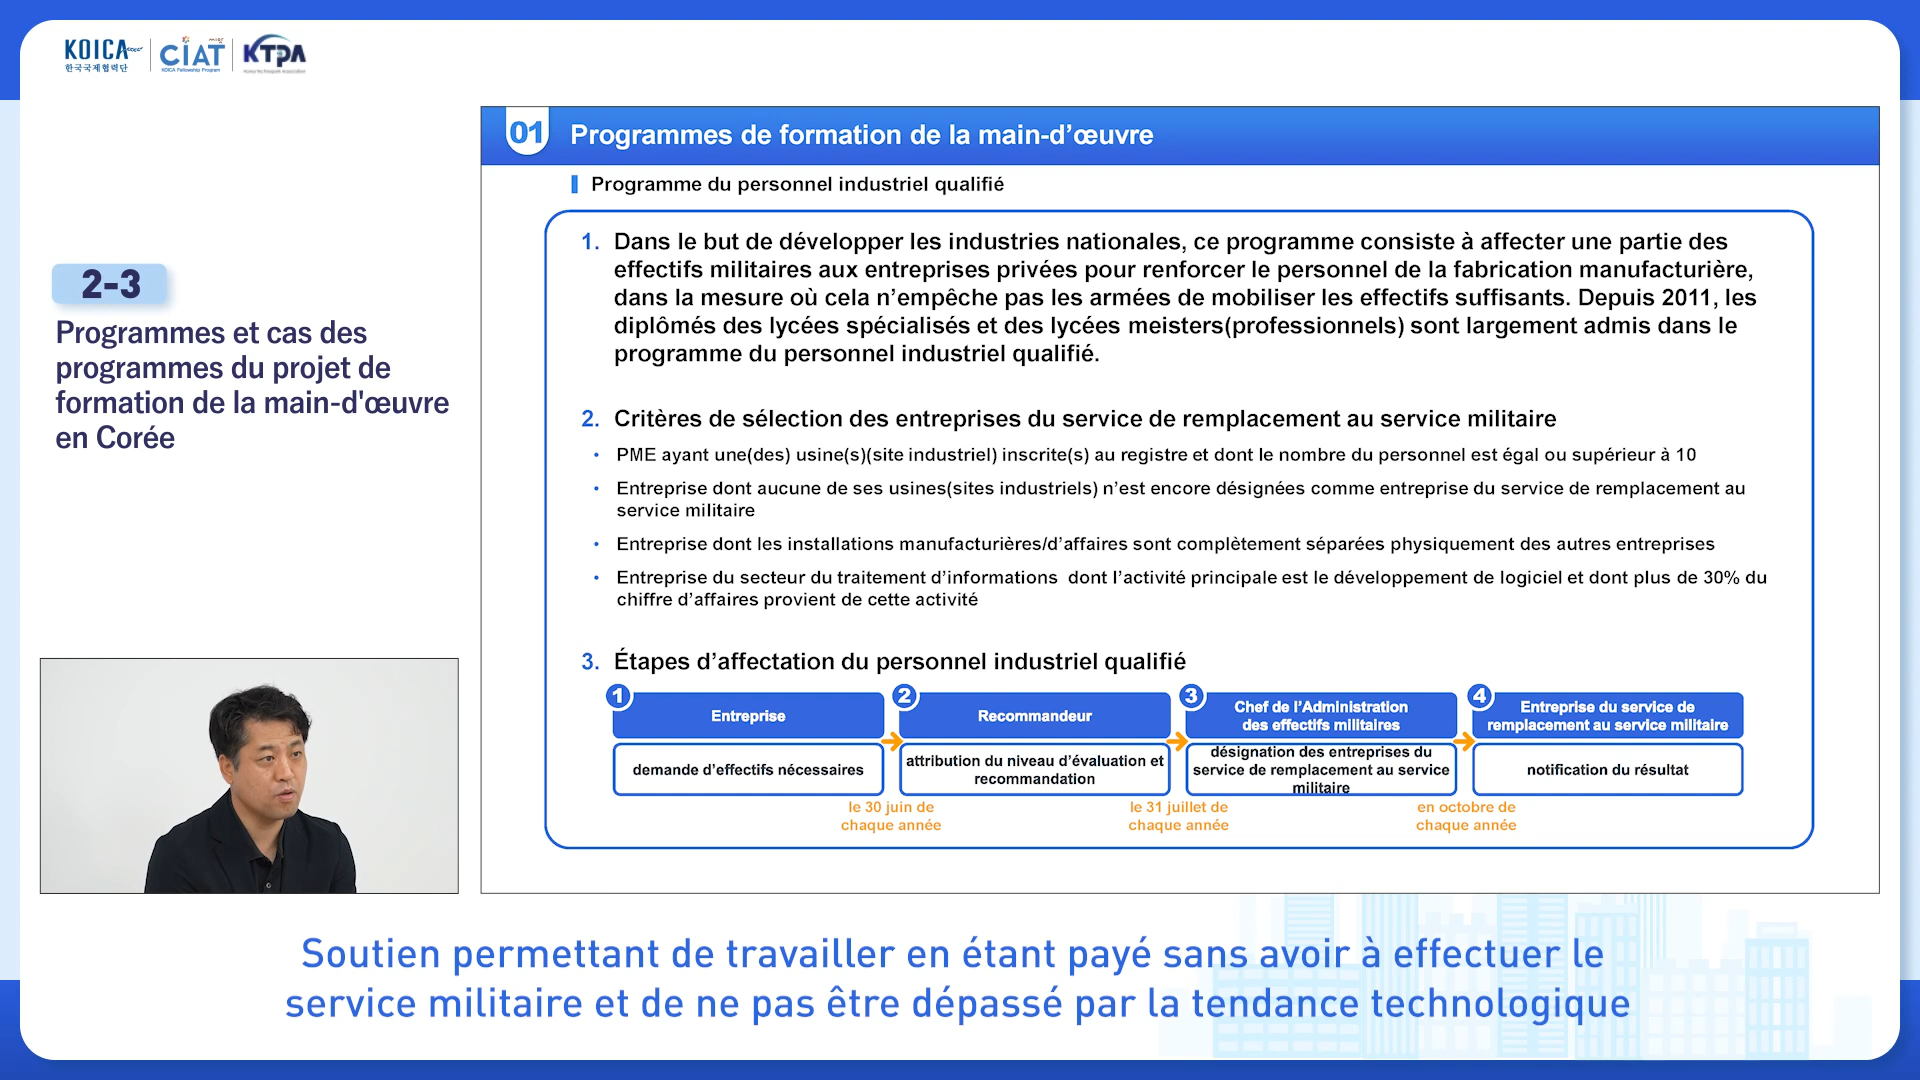 KOICA
한국국제협력단
CIAT
KOICA Fellowship Program
KTPA
2-3
Programmes et cas des
programmes du projet de
formation de la main-d'œuvre
en Corée
01 Programmes de formation de la main-d’œuvre
Programme du personnel industriel qualifié
1. Dans le but de développer les industries nationales, ce programme consiste à affecter une partie des
effectifs militaires aux entreprises privées pour renforcer le personnel de la fabrication manufacturière,
dans la mesure où cela n’empêche pas les armées de mobiliser les effectifs suffisants. Depuis 2011, les
diplômés des lycées spécialisés et des lycées meisters(professionnels) sont largement admis dans le
programme du personnel industriel qualifié.
2. Critères de sélection des entreprises du service de remplacement au service militaire
• PME ayant une(des) usine(s)(site industriel) inscrite(s) au registre et dont le nombre du personnel est égal ou supérieur à 10
• Entreprise dont aucune de ses usines(sites industriels) n’est encore désignées comme entreprise du service de remplacement au
service militaire
• Entreprise dont les installations manufacturières/d’affaires sont complètement séparées physiquement des autres entreprises
• Entreprise du secteur du traitement d’informations dont l’activité principale est le développement de logiciel et dont plus de 30% du
chiffre d’affaires provient de cette activité
3. Étapes d’affectation du personnel industriel qualifié
1
Entreprise
demande d’effectifs nécessaires
le 30 juin de
chaque année
2
Recommandeur
attribution du niveau d’évaluation et
recommandation
le 31 juillet de
chaque année
3
Chef de l’Administration
des effectifs militaires
désignation des entreprises du
service de remplacement au service
militaire
en octobre de
chaque année
4
Entreprise du service de
remplacement au service militaire
notification du résultat
Soutien permettant de travailler en étant payé sans avoir à effectuer le
service militaire et de ne pas être dépassé par la tendance technologique